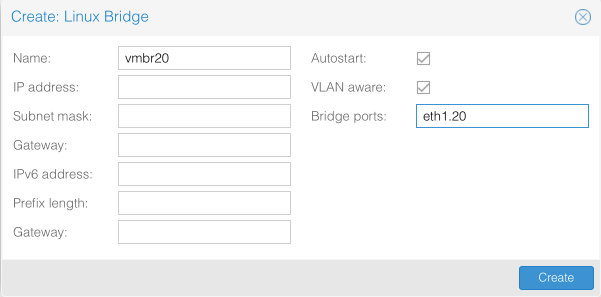 Create: Linux Bridge
Name: vmbr20
IP address:
Subnet mask:
Gateway:
IPv6 address:
Prefix length:
Gateway:
Autostart:
VLAN aware:
Bridge ports: eth1.20
Create